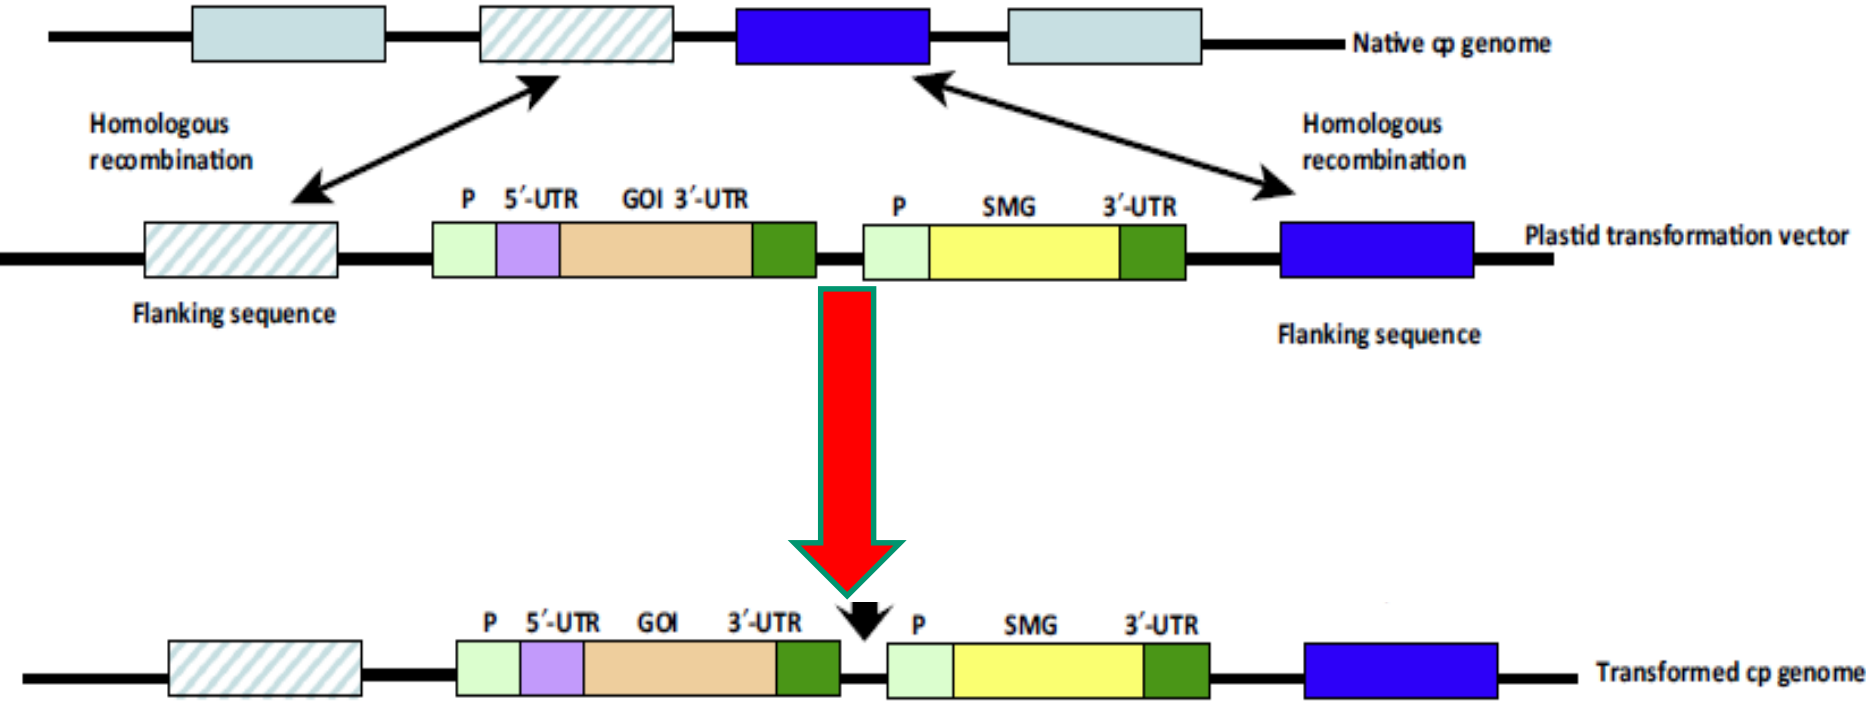 Native cp genome
Homologous
recombination
Homologous
recombination
P 5′-UTR GOI 3′-UTR
P SMG 3′-UTR
Plastid transformation vector
Flanking sequence
Flanking sequence
P 5′-UTR GOI 3′-UTR
P SMG 3′-UTR
Transformed cp genome